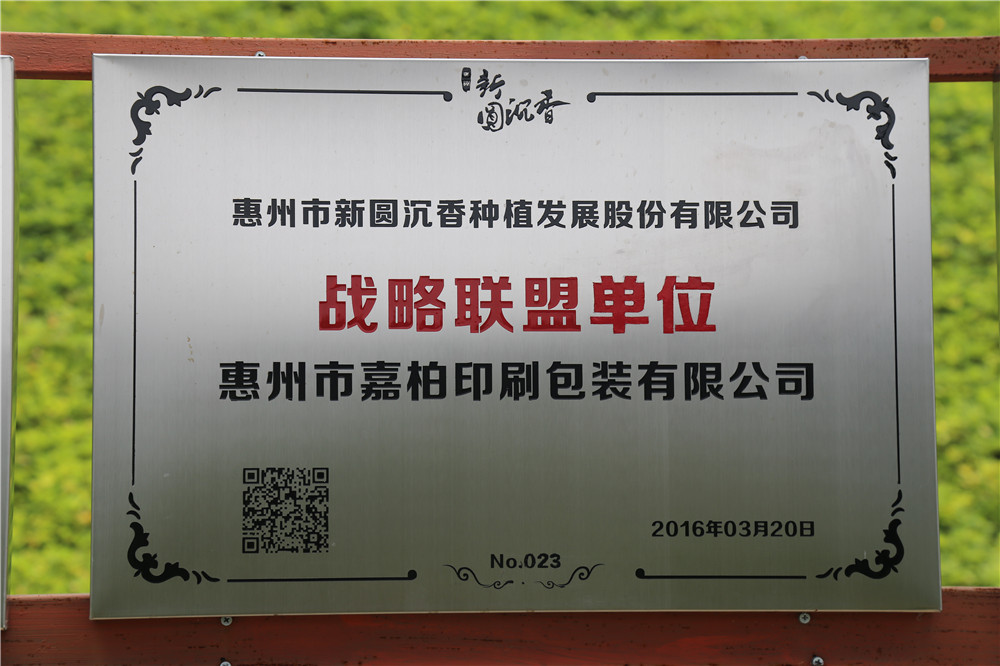 新
圆沉香
惠州市新圆沉香种植发展股份有限公司
战略联盟单位
惠州市嘉柏印刷包装有限公司
2016年03月20日
No.023